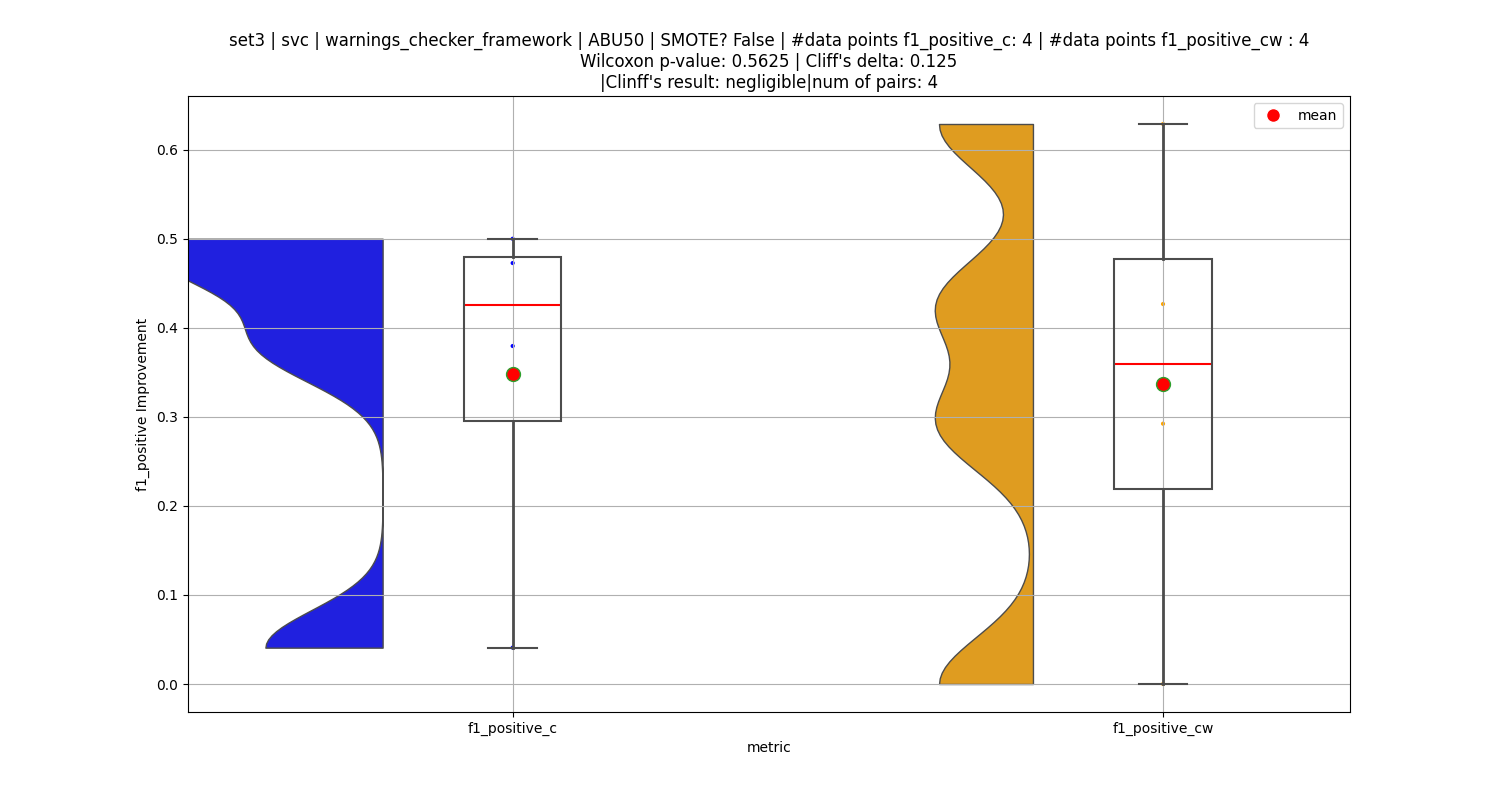 set3 | svc | warnings_checker_framework | ABU50 | SMOTE? False | #data points f1_positive_c: 4 | #data points f1_positive_cw : 4
Wilcoxon p-value: 0.5625 | Cliff's delta: 0.125
|Clinff's result: negligible|num of pairs: 4
mean
0.6
0.5
0.4
0.3
0.2
0.1
0.0
f1_positive Improvement
f1_positive_c
f1_positive_cw
metric